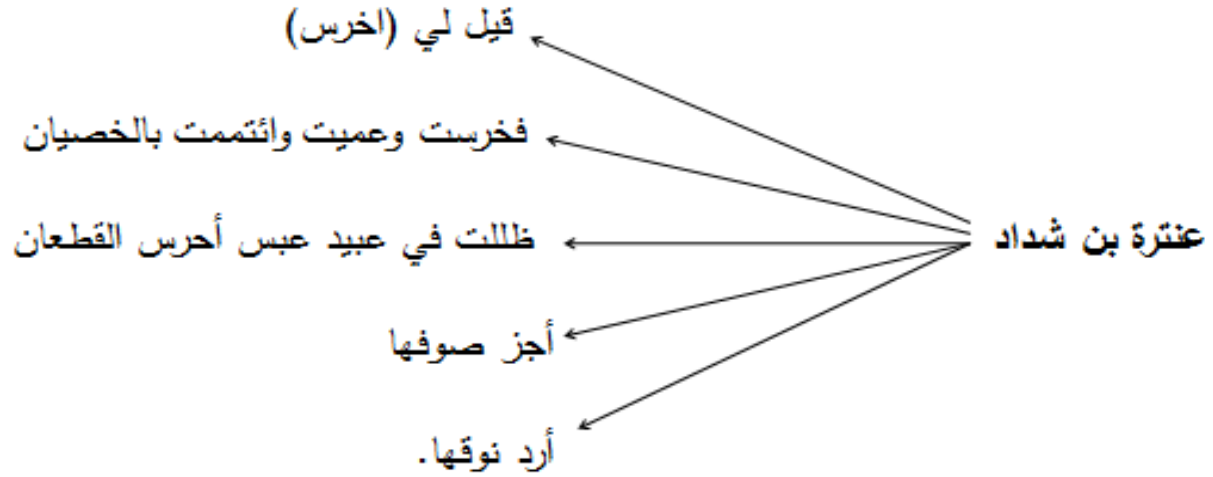 عنترة بن شداد
قيل لي (اخرس)
فخرست وعميت وائتممت بالخصيان
ظللت في عبيد عبس أحرس القطعان
أجز صوفها
أرد نوقها.